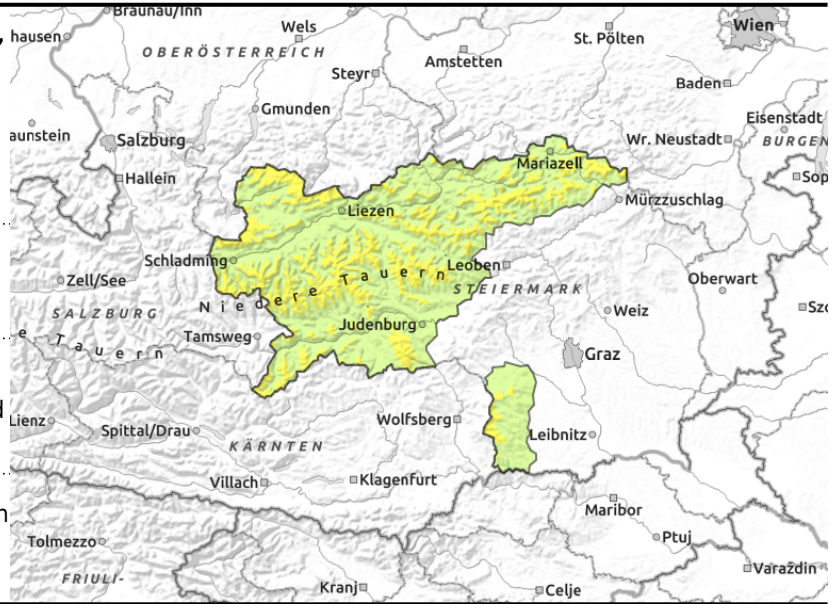 Braunau/Inn
,
hausen
Wels
OBERÖSTERREICH
St. Pölten
Wien
Amstetten
Steyr
Baden
Gmunden
Eisenstadt
aunstein
Salzburg
Wr. Neustadt
BURGEN
Mariazell
Hallein
Sop
Mürzzuschlag
Liezen
Schladming
Leoben
Niedere Tauern
Zell/See
Oberwart
STEIERMARK
SALZBURG
Weiz
Szo
Judenburg
e Tauern
Tamsweg
Graz
d
Lienz
Spittal/Drau
Wolfsberg
Leibnitz
KÄRNTEN
Villach
Klagenfurt
n
Maribor
Tolmezzo
Ptuj
Varaždin
FRIULI-
Kranj
Celje